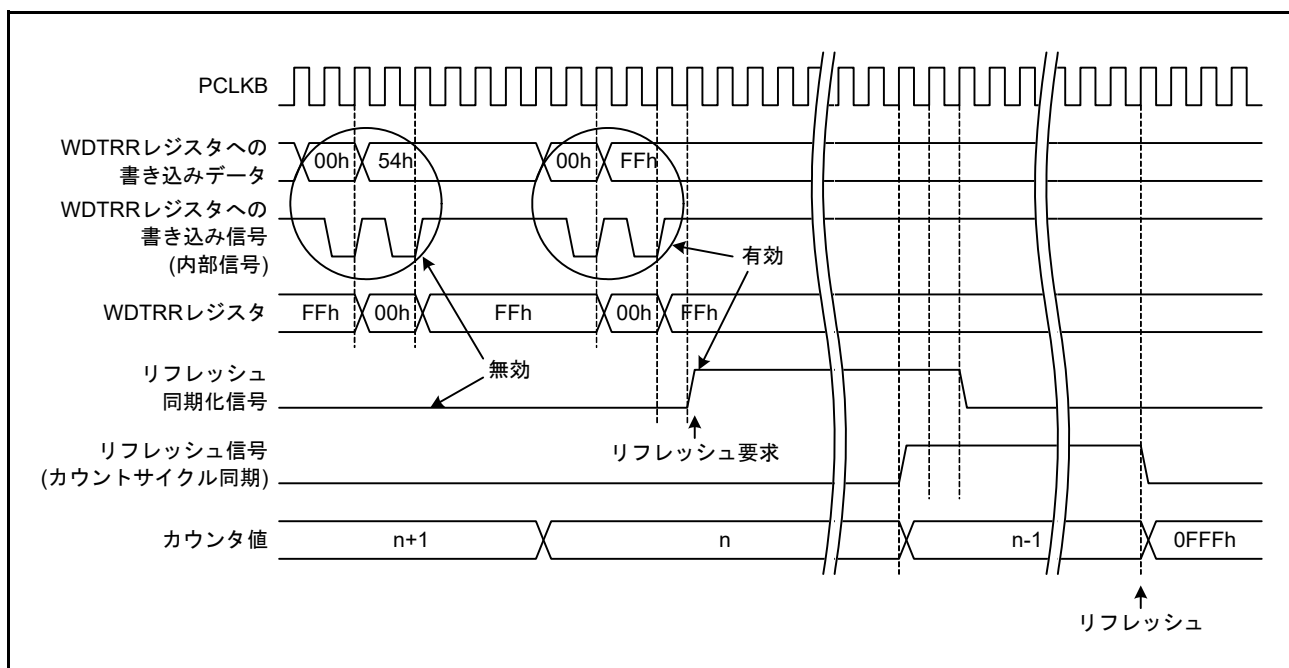 PCLKB
WDTRRレジスタへの
書き込みデータ
00h 54h 00h FFh
WDTRRレジスタへの
書き込み信号
(内部信号)
有効
WDTRRレジスタ
FFh 00h FFh 00h FFh
無効
リフレッシュ
同期化信号
リフレッシュ要求
リフレッシュ信号
(カウントサイクル同期)
カウンタ値
n+1 n n-1 0FFFh
リフレッシュ